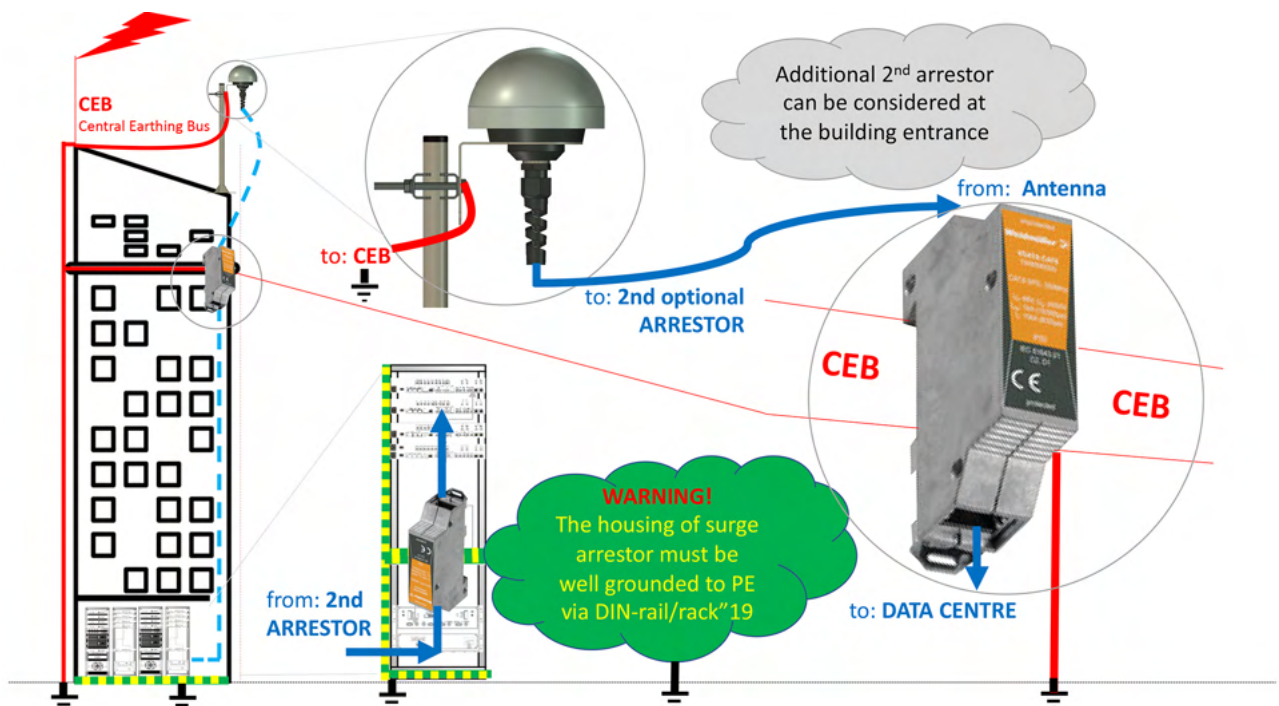 CEB
Central Earthing Bus
to: CEB
Additional 2nd arrestor
can be considered at
the building entrance
from: Antenna
to: 2nd optional
ARRESTOR
Weidmüller
CEB
CEB
CE
WARNING!
The housing of surge
arrestor must be
well grounded to PE
via DIN-rail/rack"19
from: 2nd
ARRESTOR
to: DATA CENTRE